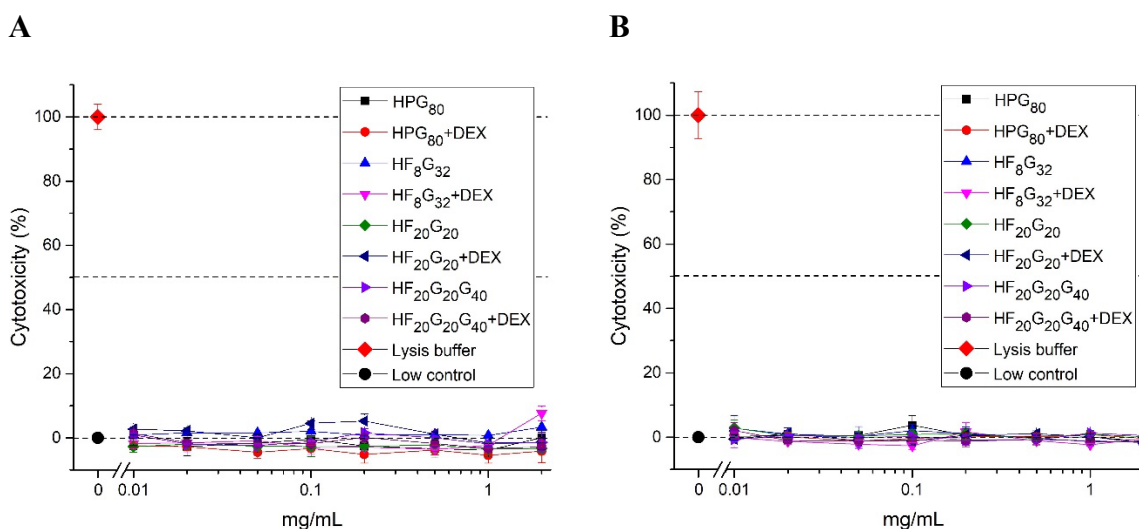 A
B
Cytotoxicity (%)
100
80
60
40
20
0
HPG80
HPG80+DEX
HF8G32
HF8G32+DEX
HF20G20
HF20G20+DEX
HF20G20G40
HF20G20G40+DEX
Lysis buffer
Low control
0 0.01 0.1 1
mg/mL
Cytotoxicity (%)
100
80
60
40
20
0
HPG80
HPG80+DEX
HF8G32
HF8G32+DEX
HF20G20
HF20G20+DEX
HF20G20G40
HF20G20G40+DEX
Lysis buffer
Low control
0 0.01 0.1 1
mg/mL